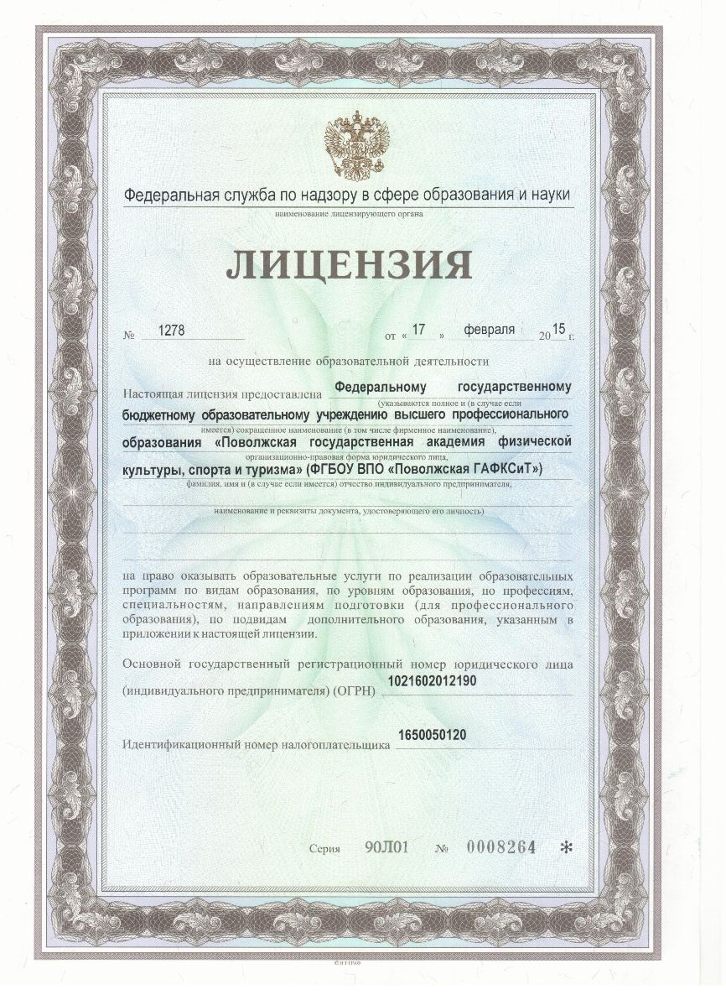 Федеральная служба по надзору в сфере образования и науки
наименование лицензирующего органа
ЛИЦЕНЗИЯ
№ 1278 от « 17 » февраля 2015 г.
на осуществление образовательной деятельности
Настоящая лицензия предоставлена Федеральному государственному
(указываются полное и (в случае если
бюджетному образовательному учреждению высшего профессионального
имеется) сокращенное наименование (в том числе фирменное наименование),
образования «Поволжская государственная академия физической
организационно-правовая форма юридического лица,
культуры, спорта и туризма» (ФГБОУ ВПО «Поволжская ГАФКСиТ»)
фамилия, имя и (в случае если имеется) отчество индивидуального предпринимателя,
наименование и реквизиты документа, удостоверяющего его личность)
на право оказывать образовательные услуги по реализации образовательных
программ по видам образования, по уровням образования, по профессиям,
специальностям, направлениям подготовки (для профессионального
образования), по подвидам дополнительного образования, указанным в
приложении к настоящей лицензии.
Основной государственный регистрационный номер юридического лица
(индивидуального предпринимателя) (ОГРН) 1021602012190
Идентификационный номер налогоплательщика 1650050120
Серия 90Л01 № 0008264 *